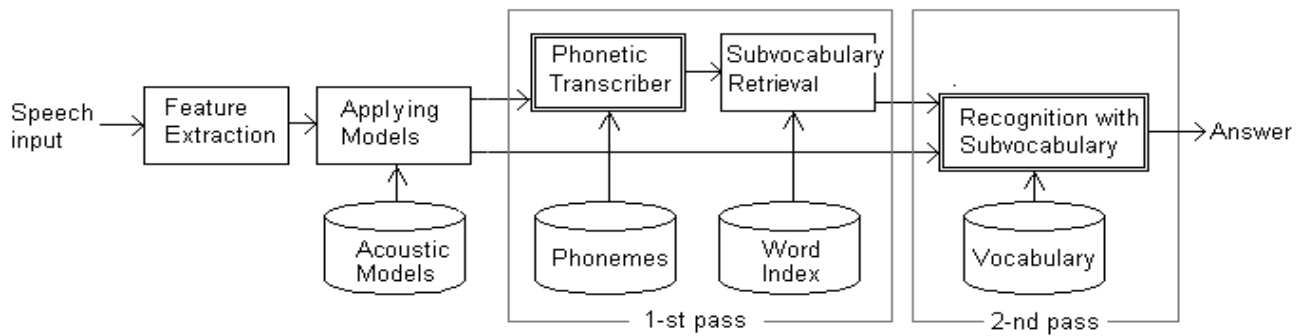 Speech
input
Feature
Extraction
Applying
Models
Acoustic
Models
Phonetic
Transcriber
Subvocabulary
Retrieval
Phonemes
Word
Index
1-st pass
Recognition with
Subvocabulary
Vocabulary
2-nd pass
Answer